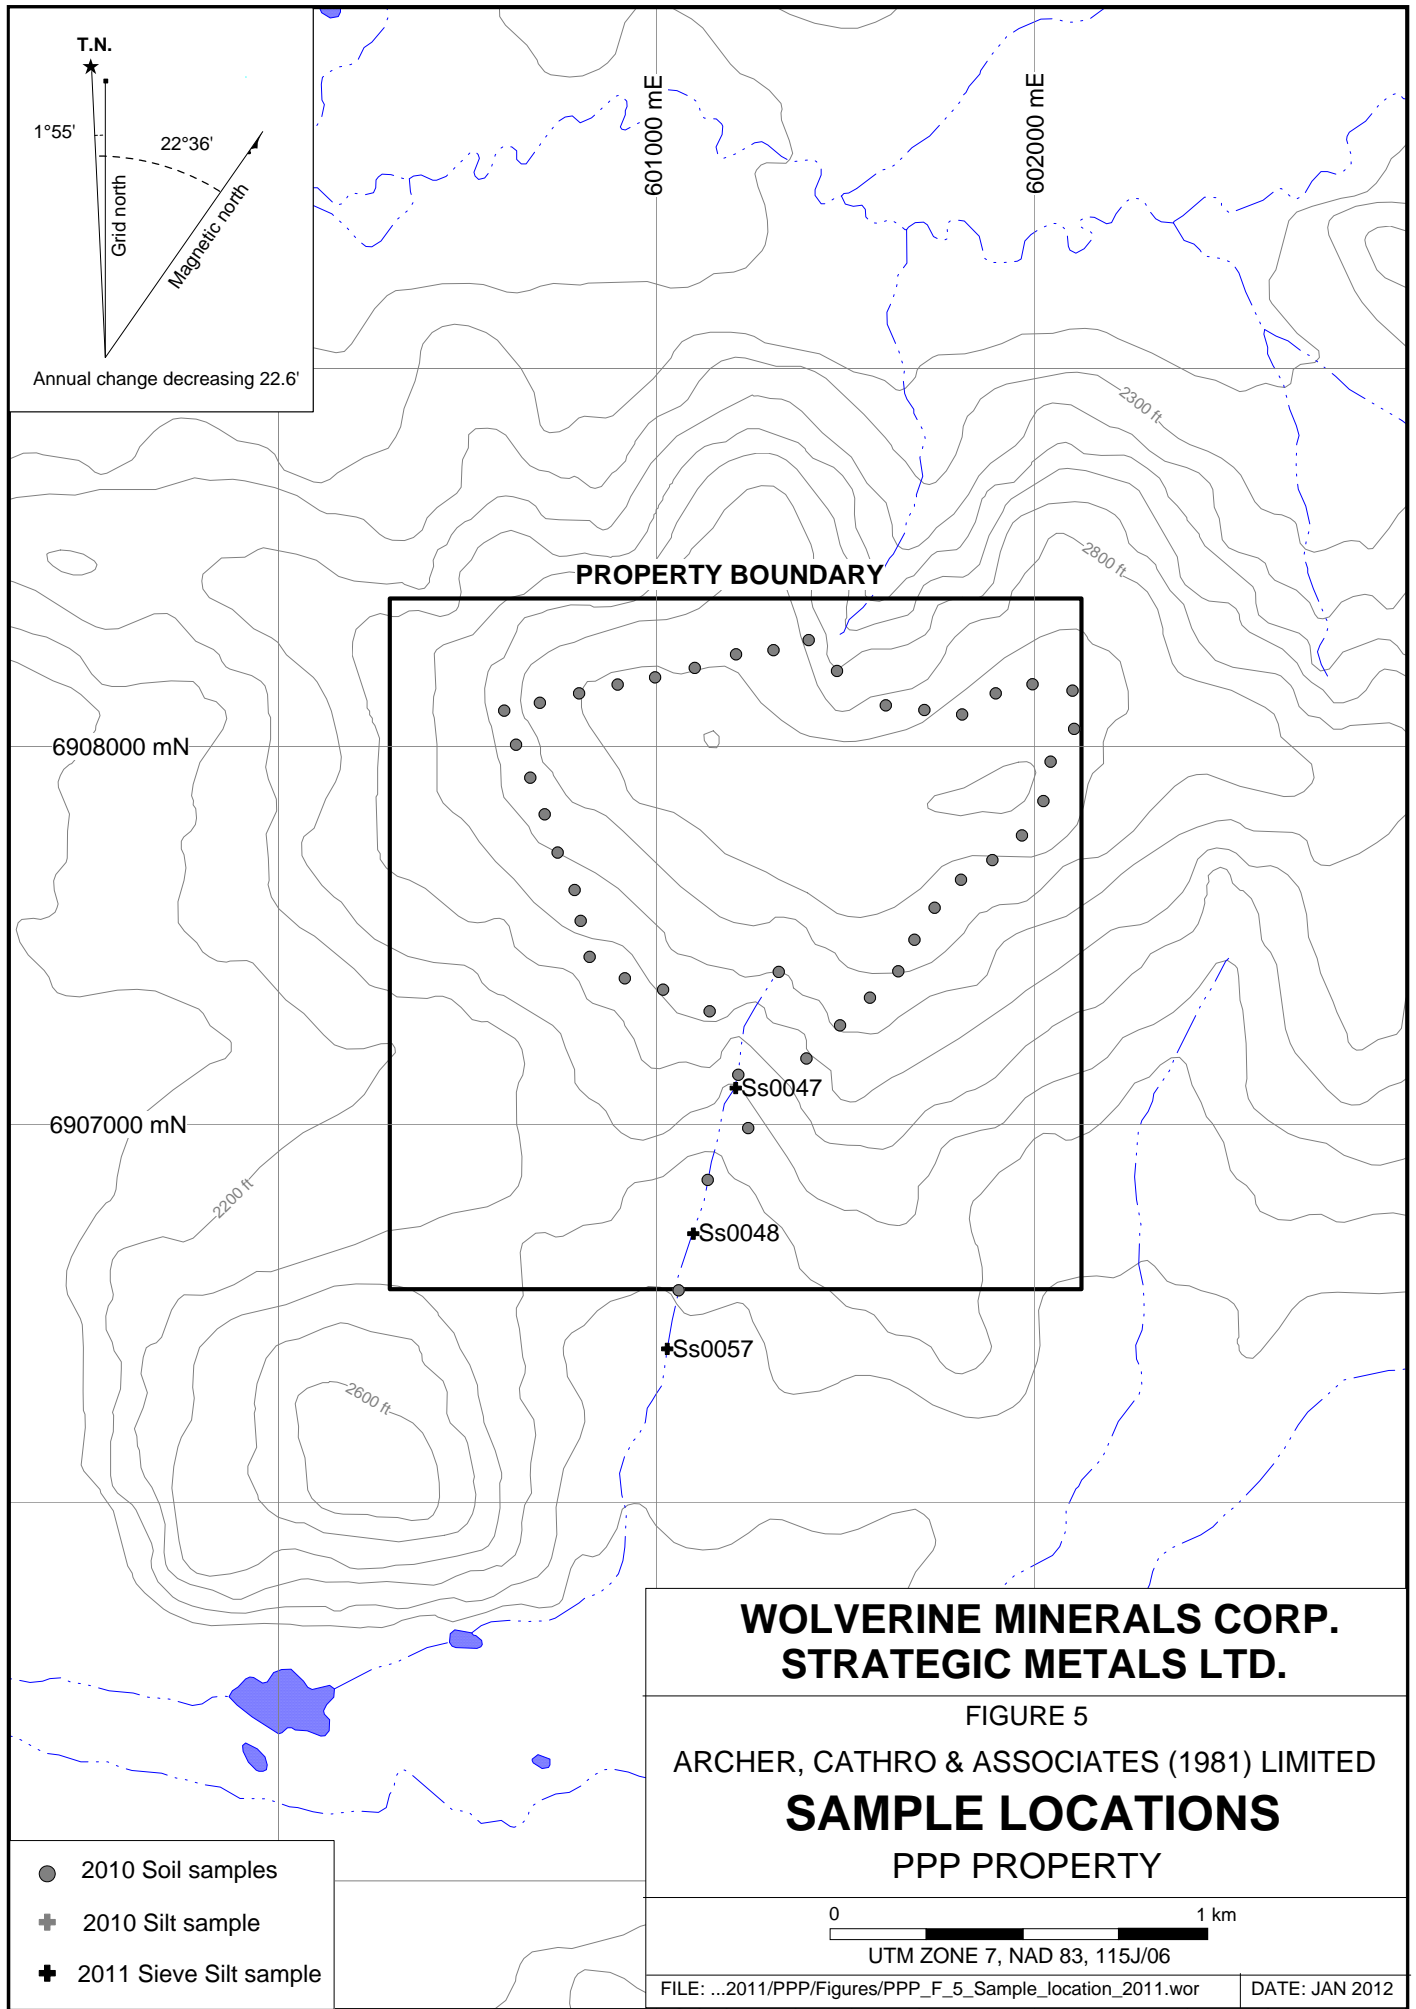 T.N.
1°55'
22°36'
Grid north
Magnetic north
Annual change decreasing 22.6'
601000 mE
602000 mE
2300 ft
2800 ft
PROPERTY BOUNDARY
6908000 mN
Ss0047
6907000 mN
2200 ft
Ss0048
Ss0057
2600 ft
WOLVERINE MINERALS CORP.
STRATEGIC METALS LTD.
FIGURE 5
ARCHER, CATHRO & ASSOCIATES (1981) LIMITED
SAMPLE LOCATIONS
PPP PROPERTY
0 1 km
UTM ZONE 7, NAD 83, 115J/06
FILE: ...2011/PPP/Figures/PPP_F_5_Sample_location_2011.wor
DATE: JAN 2012
2010 Soil samples
2010 Silt sample
2011 Sieve Silt sample